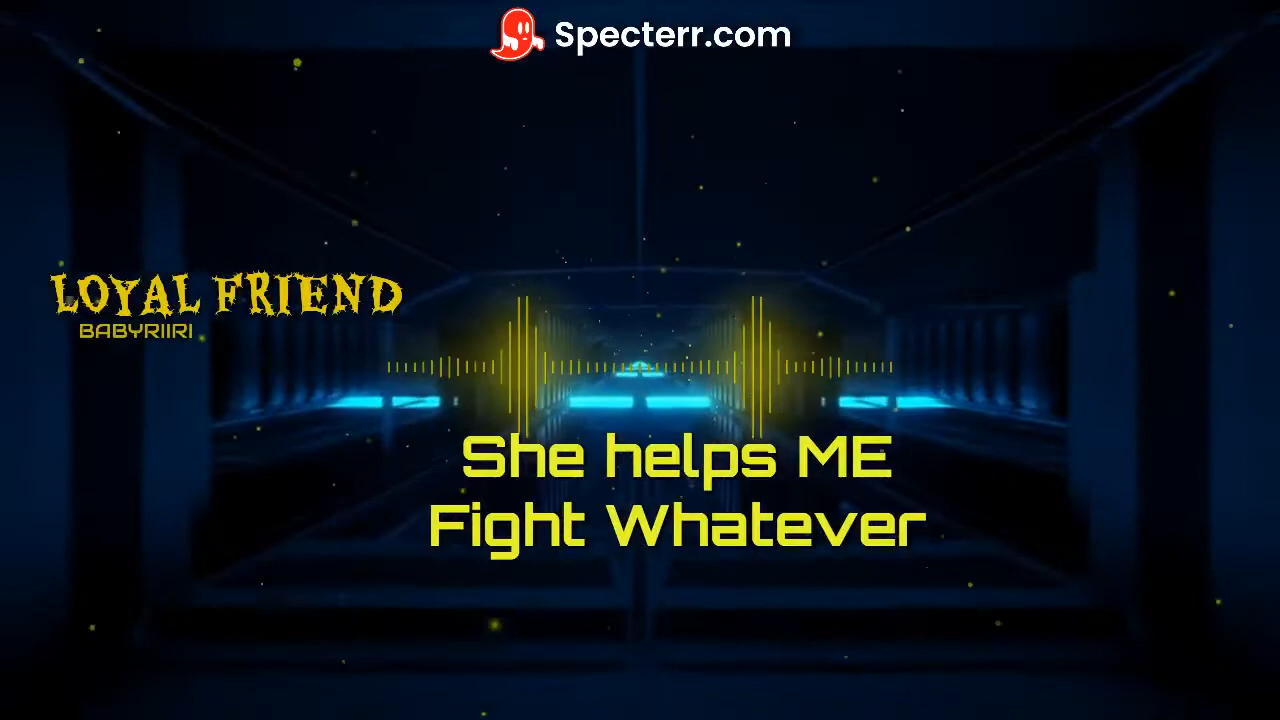 Specterr.com
LOYAL FRIEND
BABYRIIRI
She helps ME
Fight Whatever